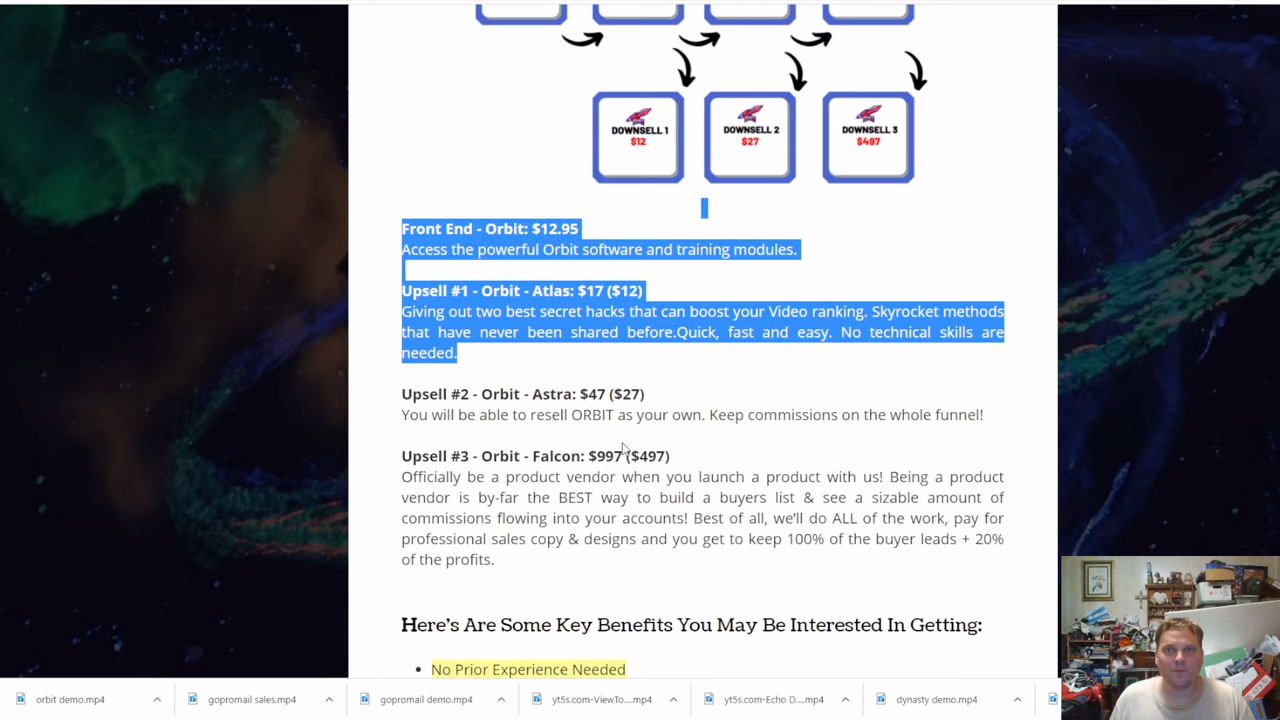 DOWNSELL 1 DOWNSELL 2 DOWNSELL 3
$12 $27 $497
Front End - Orbit: $12.95
Access the powerful Orbit software and training modules.
Upsell #1 - Orbit - Atlas: $17 ($12)
Giving out two best secret hacks that can boost your Video ranking. Skyrocket methods
that have never been shared before.Quick, fast and easy. No technical skills are
needed.
Upsell #2 - Orbit - Astra: $47 ($27)
You will be able to resell ORBIT as your own. Keep commissions on the whole funnel!
Upsell #3 - Orbit - Falcon: $997 ($497)
Officially be a product vendor when you launch a product with us! Being a product
vendor is by-far the BEST way to build a buyers list & see a sizable amount of
commissions flowing into your accounts! Best of all, we'll do ALL of the work, pay for
professional sales copy & designs and you get to keep 100% of the buyer leads + 20%
of the profits.
Here's Are Some Key Benefits You May Be Interested In Getting:
• No Prior Experience Needed
orbit demo.mp4 gopromail sales.mp4 gopromail demo.mp4 yt5s.com-ViewTo....mp4 yt5s.com-Echo D....mp4 dynasty demo.mp4